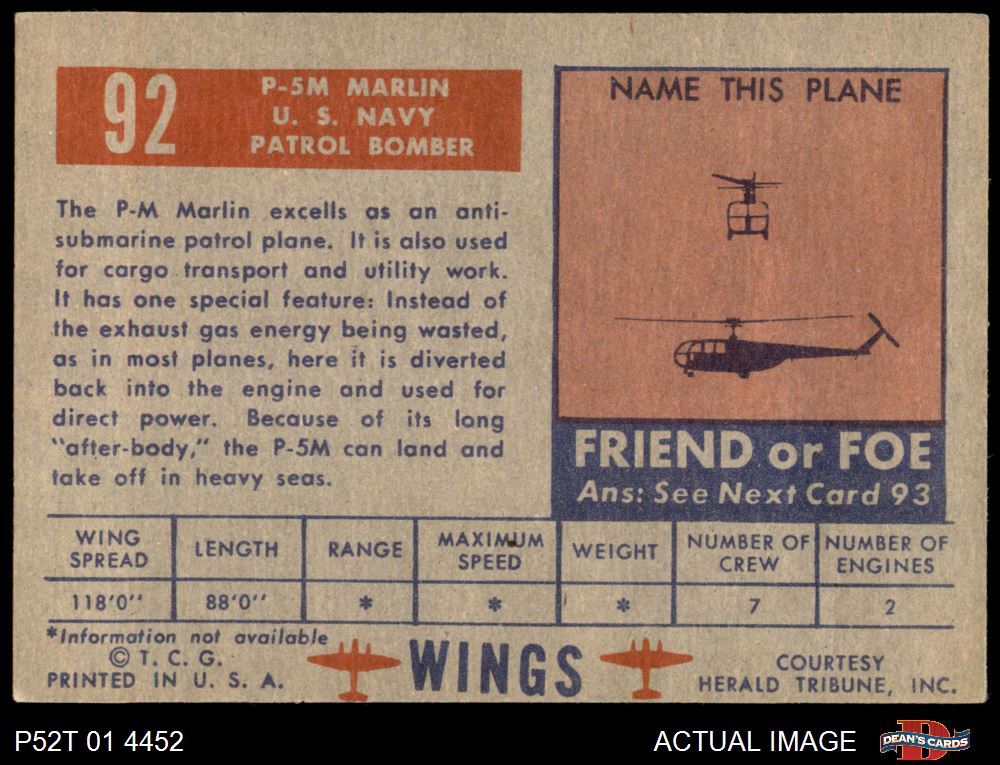 92
P-5M MARLIN
U. S. NAVY
PATROL BOMBER
The P-M Marlin excells as an anti-
submarine patrol plane. It is also used
for cargo transport and utility work.
It has one special feature: Instead of
the exhaust gas energy being wasted,
as in most planes, here it is diverted
back into the engine and used for
direct power. Because of its long
"after-body," the P-5M can land and
take off in heavy seas.
NAME THIS PLANE
FRIEND or FOE
Ans: See Next Card 93
WING SPREAD LENGTH RANGE MAXIMUM SPEED WEIGHT NUMBER OF CREW NUMBER OF ENGINES
118'0" 88'0" * * * 7 2
*Information not available
© T. C. G.
PRINTED IN U. S. A.
WINGS
COURTESY
HERALD TRIBUNE, INC.
P52T 01 4452
ACTUAL IMAGE
D
DEAN'S CARDS